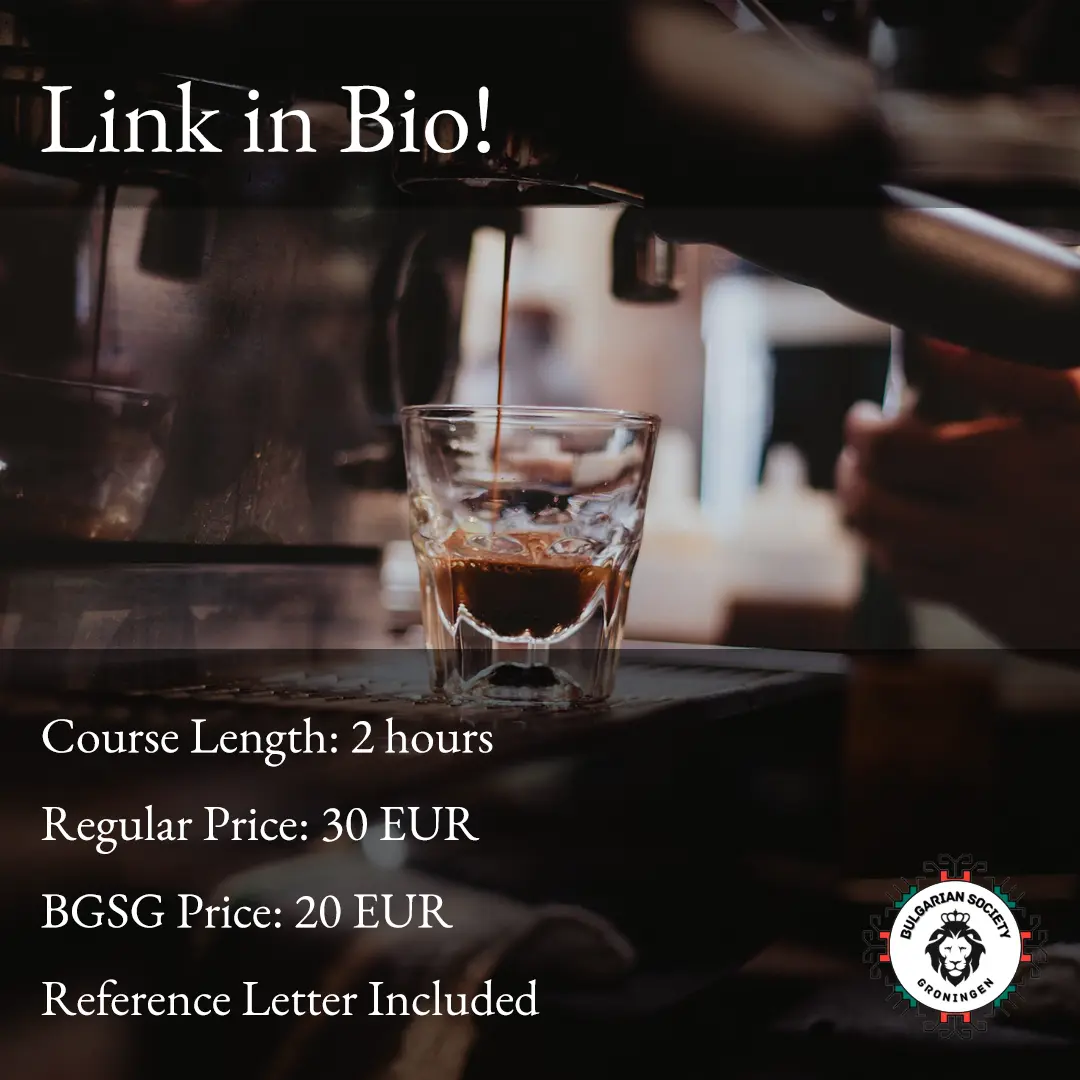 Link in Bio!
Course Length: 2 hours
Regular Price: 30 EUR
BGSG Price: 20 EUR
Reference Letter Included
BULGARIAN SOCIETY
GRONINGEN